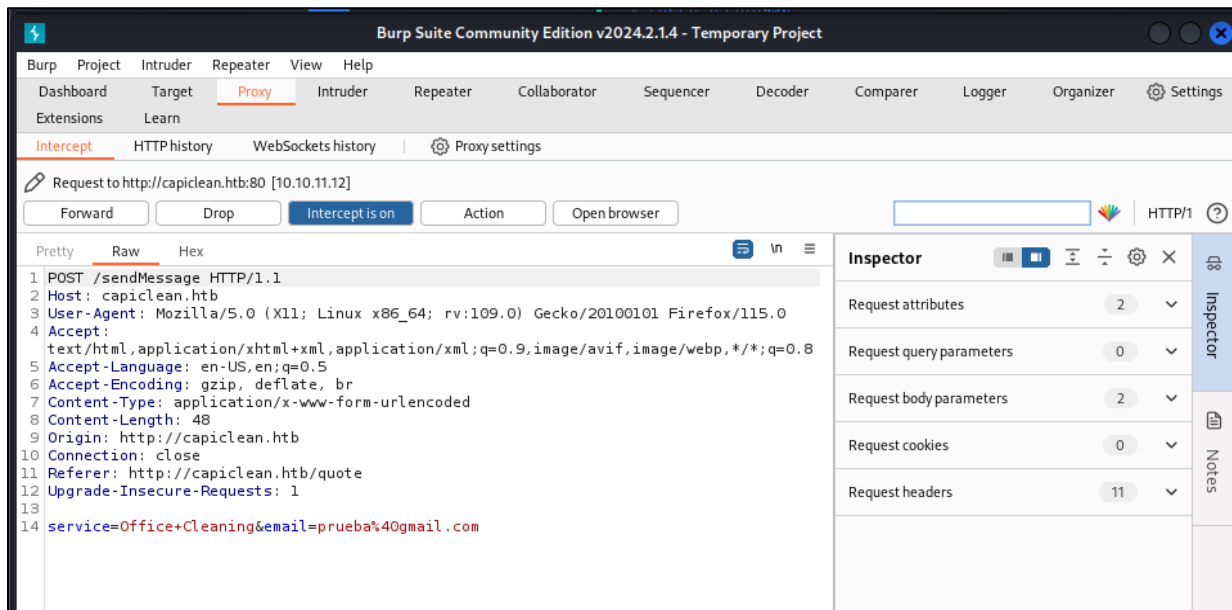 Burp Suite Community Edition v2024.2.1.4 - Temporary Project
Burp Project Intruder Repeater View Help
Dashboard Target Proxy Intruder Repeater Collaborator Sequencer Decoder Comparer Logger Organizer Settings
Extensions Learn
Intercept HTTP history WebSockets history Proxy settings
Request to http://capiclean.htb:80 [10.10.11.12]
Forward Drop Intercept is on Action Open browser HTTP/1
Pretty Raw Hex \n
1 POST /sendMessage HTTP/1.1
2 Host: capiclean.htb
3 User-Agent: Mozilla/5.0 (X11; Linux x86_64; rv:109.0) Gecko/20100101 Firefox/115.0
4 Accept:
text/html,application/xhtml+xml,application/xml;q=0.9,image/avif,image/webp,*/*;q=0.8
5 Accept-Language: en-US,en;q=0.5
6 Accept-Encoding: gzip, deflate, br
7 Content-Type: application/x-www-form-urlencoded
8 Content-Length: 48
9 Origin: http://capiclean.htb
10 Connection: close
11 Referer: http://capiclean.htb/quote
12 Upgrade-Insecure-Requests: 1
13
14 service=Office+Cleaning&email=prueba%40gmail.com
Inspector
Request attributes 2
Request query parameters 0
Request body parameters 2
Request cookies 0
Request headers 11
Inspector
Notes